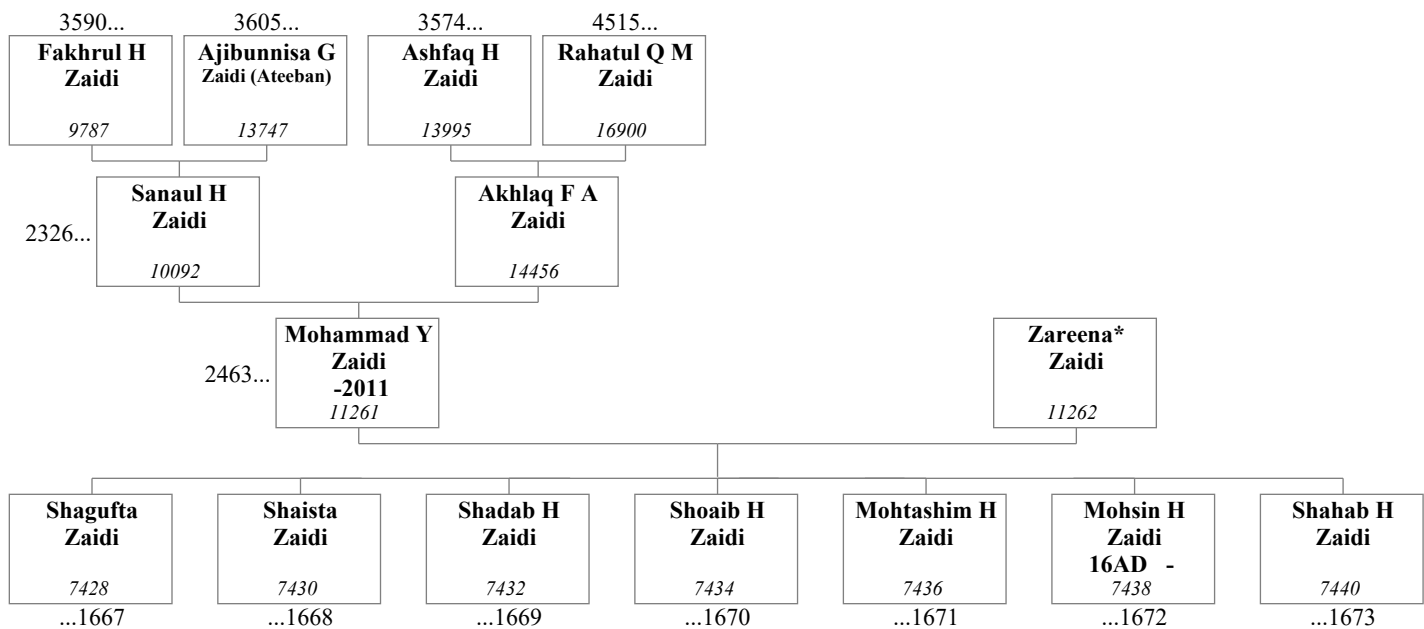 3590... 3605... 3574... 4515...
Fakhrul H
Zaidi
9787
Ajibunnisa G
Zaidi (Ateeban)
13747
Ashfaq H
Zaidi
13995
Rahatul Q M
Zaidi
16900
2326...
Sanaul H
Zaidi
10092
Akhlaq F A
Zaidi
14456
2463...
Mohammad Y
Zaidi
-2011
11261
Zareena*
Zaidi
11262
Shagufta
Zaidi
7428
...1667
Shaista
Zaidi
7430
...1668
Shadab H
Zaidi
7432
...1669
Shoaib H
Zaidi
7434
...1670
Mohtashim H
Zaidi
7436
...1671
Mohsin H
Zaidi
16AD -
7438
...1672
Shahab H
Zaidi
7440
...1673